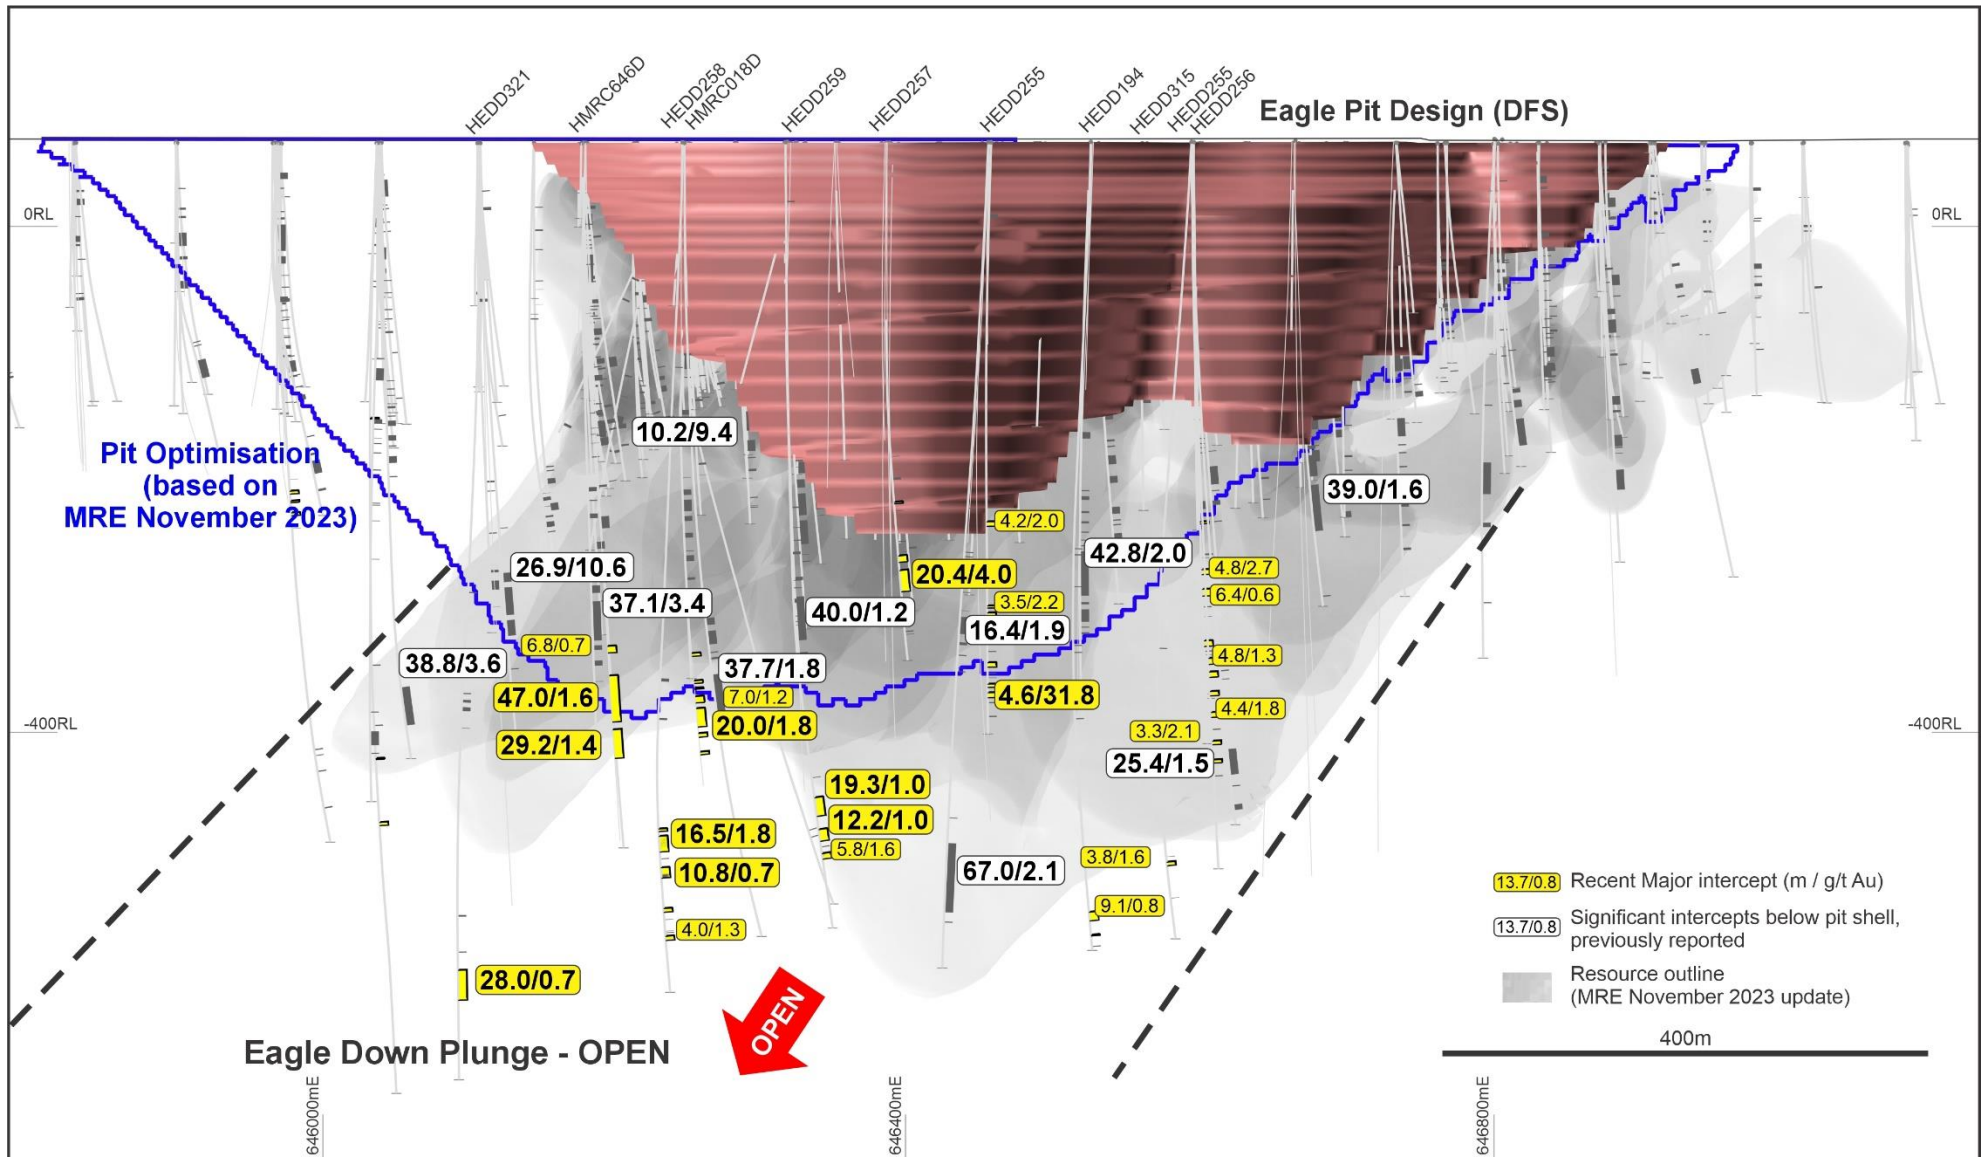 HEDD321
HMRC646D
HEDD258
HMRC018D
HEDD259
HEDD257
HEDD255
HEDD194
HEDD315
HEDD255
HEDD256
Eagle Pit Design (DFS)
0RL
0RL
10.2/9.4
Pit Optimisation
(based on
MRE November 2023)
39.0/1.6
4.2/2.0
42.8/2.0
26.9/10.6
20.4/4.0
4.8/2.7
6.4/0.6
37.1/3.4
40.0/1.2
3.5/2.2
16.4/1.9
6.8/0.7
38.8/3.6
37.7/1.8
4.8/1.3
47.0/1.6
7.0/1.2
4.6/31.8
4.4/1.8
-400RL
20.0/1.8
-400RL
29.2/1.4
3.3/2.1
25.4/1.5
19.3/1.0
12.2/1.0
16.5/1.8
5.8/1.6
3.8/1.6
10.8/0.7
67.0/2.1
9.1/0.8
4.0/1.3
28.0/0.7
13.7/0.8 Recent Major intercept (m / g/t Au)
13.7/0.8 Significant intercepts below pit shell,
previously reported
Resource outline
(MRE November 2023 update)
400m
OPEN
Eagle Down Plunge - OPEN
646000mE
646400mE
646800mE